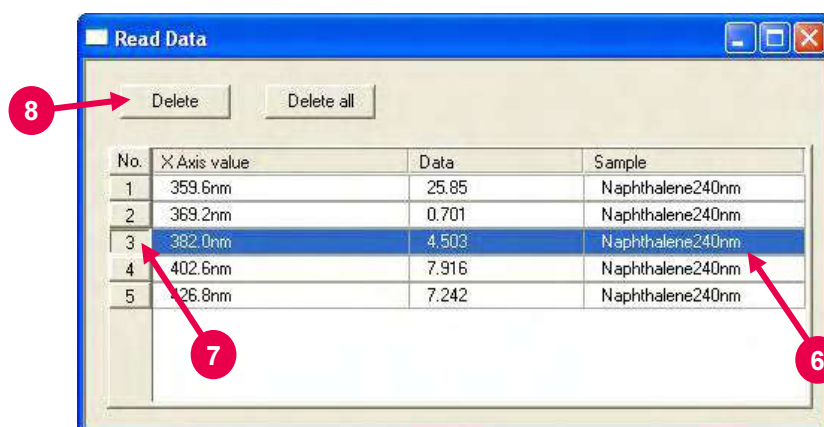 Read Data
8 Delete Delete all
No. X Axis value Data Sample
1 359.6nm 25.85 Naphthalene240nm
2 369.2nm 0.701 Naphthalene240nm
3 382.0nm 4.503 Naphthalene240nm
4 402.6nm 7.916 Naphthalene240nm
5 426.8nm 7.242 Naphthalene240nm
7 6